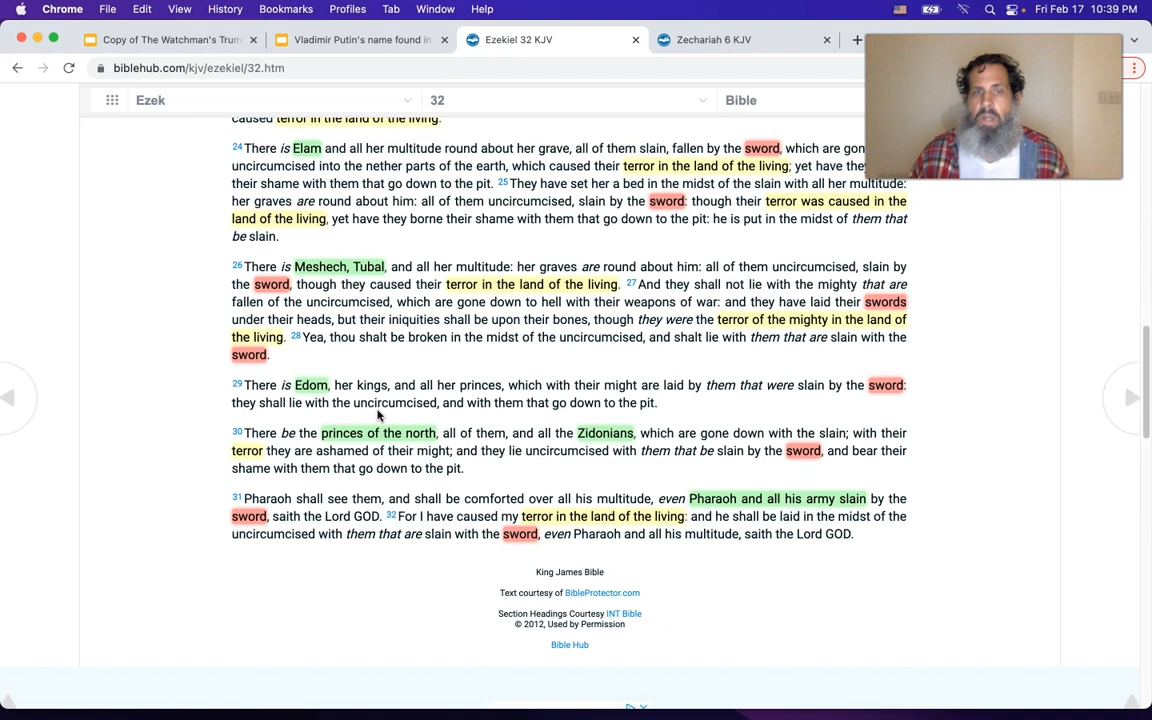 Chrome File Edit View History Bookmarks Profiles Tab Window Help Fri Feb 17 10:39 PM
Copy of The Watchman's Trum Vladimir Putin's name found in Ezekiel 32 KJV Zechariah 6 KJV
biblehub.com/kjv/ezekiel/32.htm
Ezek 32 Bible
caused terror in the land of the living.
24 There is Elam and all her multitude round about her grave, all of them slain, fallen by the sword, which are gon
uncircumcised into the nether parts of the earth, which caused their terror in the land of the living; yet have they
their shame with them that go down to the pit. 25 They have set her a bed in the midst of the slain with all her multitude:
her graves are round about him: all of them uncircumcised, slain by the sword: though their terror was caused in the
land of the living, yet have they borne their shame with them that go down to the pit: he is put in the midst of them that
be slain.
26 There is Meshech, Tubal, and all her multitude: her graves are round about him: all of them uncircumcised, slain by
the sword, though they caused their terror in the land of the living. 27 And they shall not lie with the mighty that are
fallen of the uncircumcised, which are gone down to hell with their weapons of war: and they have laid their swords
under their heads, but their iniquities shall be upon their bones, though they were the terror of the mighty in the land of
the living. 28 Yea, thou shalt be broken in the midst of the uncircumcised, and shalt lie with them that are slain with the
sword.
29 There is Edom, her kings, and all her princes, which with their might are laid by them that were slain by the sword:
they shall lie with the uncircumcised, and with them that go down to the pit.
30 There be the princes of the north, all of them, and all the Zidonians, which are gone down with the slain; with their
terror they are ashamed of their might; and they lie uncircumcised with them that be slain by the sword, and bear their
shame with them that go down to the pit.
31 Pharaoh shall see them, and shall be comforted over all his multitude, even Pharaoh and all his army slain by the
sword, saith the Lord GOD. 32 For I have caused my terror in the land of the living: and he shall be laid in the midst of the
uncircumcised with them that are slain with the sword, even Pharaoh and all his multitude, saith the Lord GOD.
King James Bible
Text courtesy of BibleProtector.com
Section Headings Courtesy INT Bible
© 2012, Used by Permission
Bible Hub